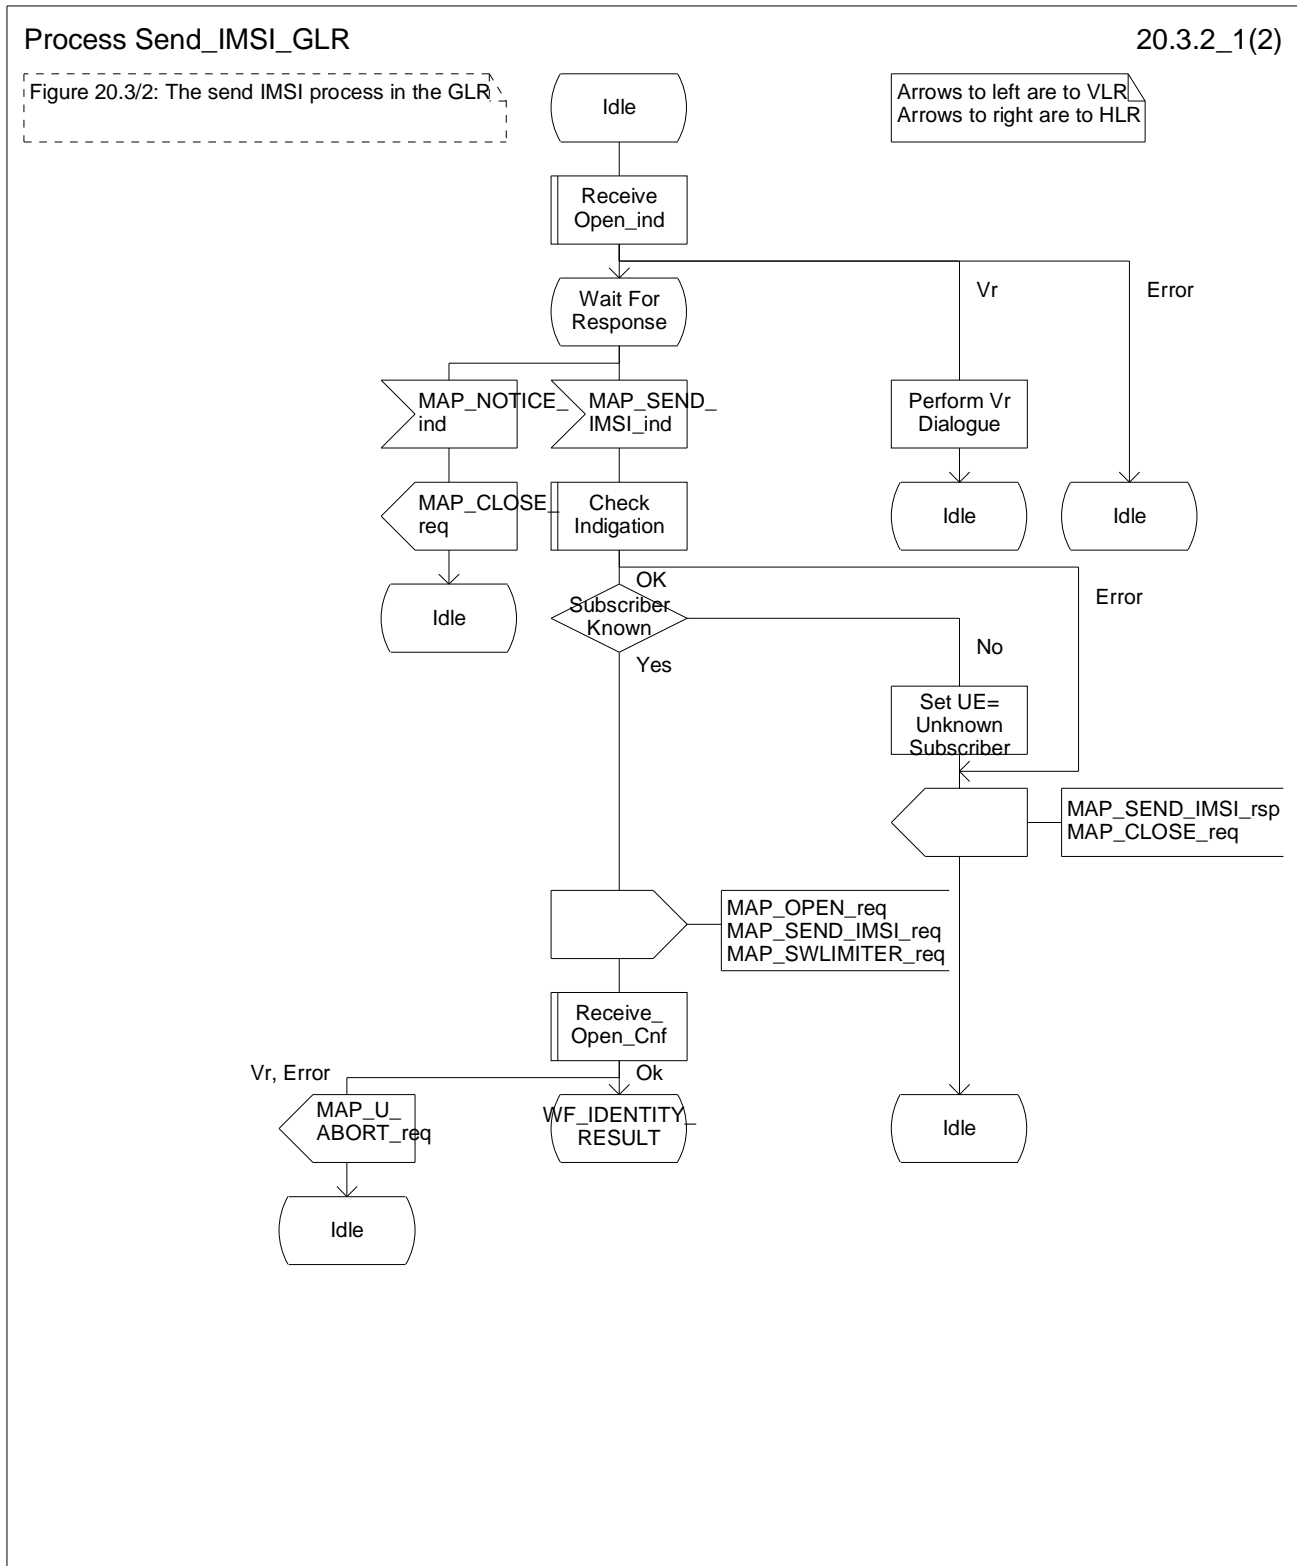 Process Send_IMSI_GLR
20.3.2_1(2)
Figure 20.3/2: The send IMSI process in the GLR
Idle
Arrows to left are to VLR
Arrows to right are to HLR
Receive
Open_ind
Wait For
Response
Vr
Error
MAP_NOTICE_
ind
MAP_SEND_
IMSI_ind
Perform Vr
Dialogue
MAP_CLOSE_
req
Check
Indigation
Idle
Idle
OK
Error
Idle
Subscriber
Known
No
Yes
Set UE=
Unknown
Subscriber
MAP_SEND_IMSI_rsp
MAP_CLOSE_req
MAP_OPEN_req
MAP_SEND_IMSI_req
MAP_SWLIMITER_req
Receive_
Open_Cnf
Vr, Error
Ok
MAP_U_
ABORT_req
WF_IDENTITY_
RESULT
Idle
Idle